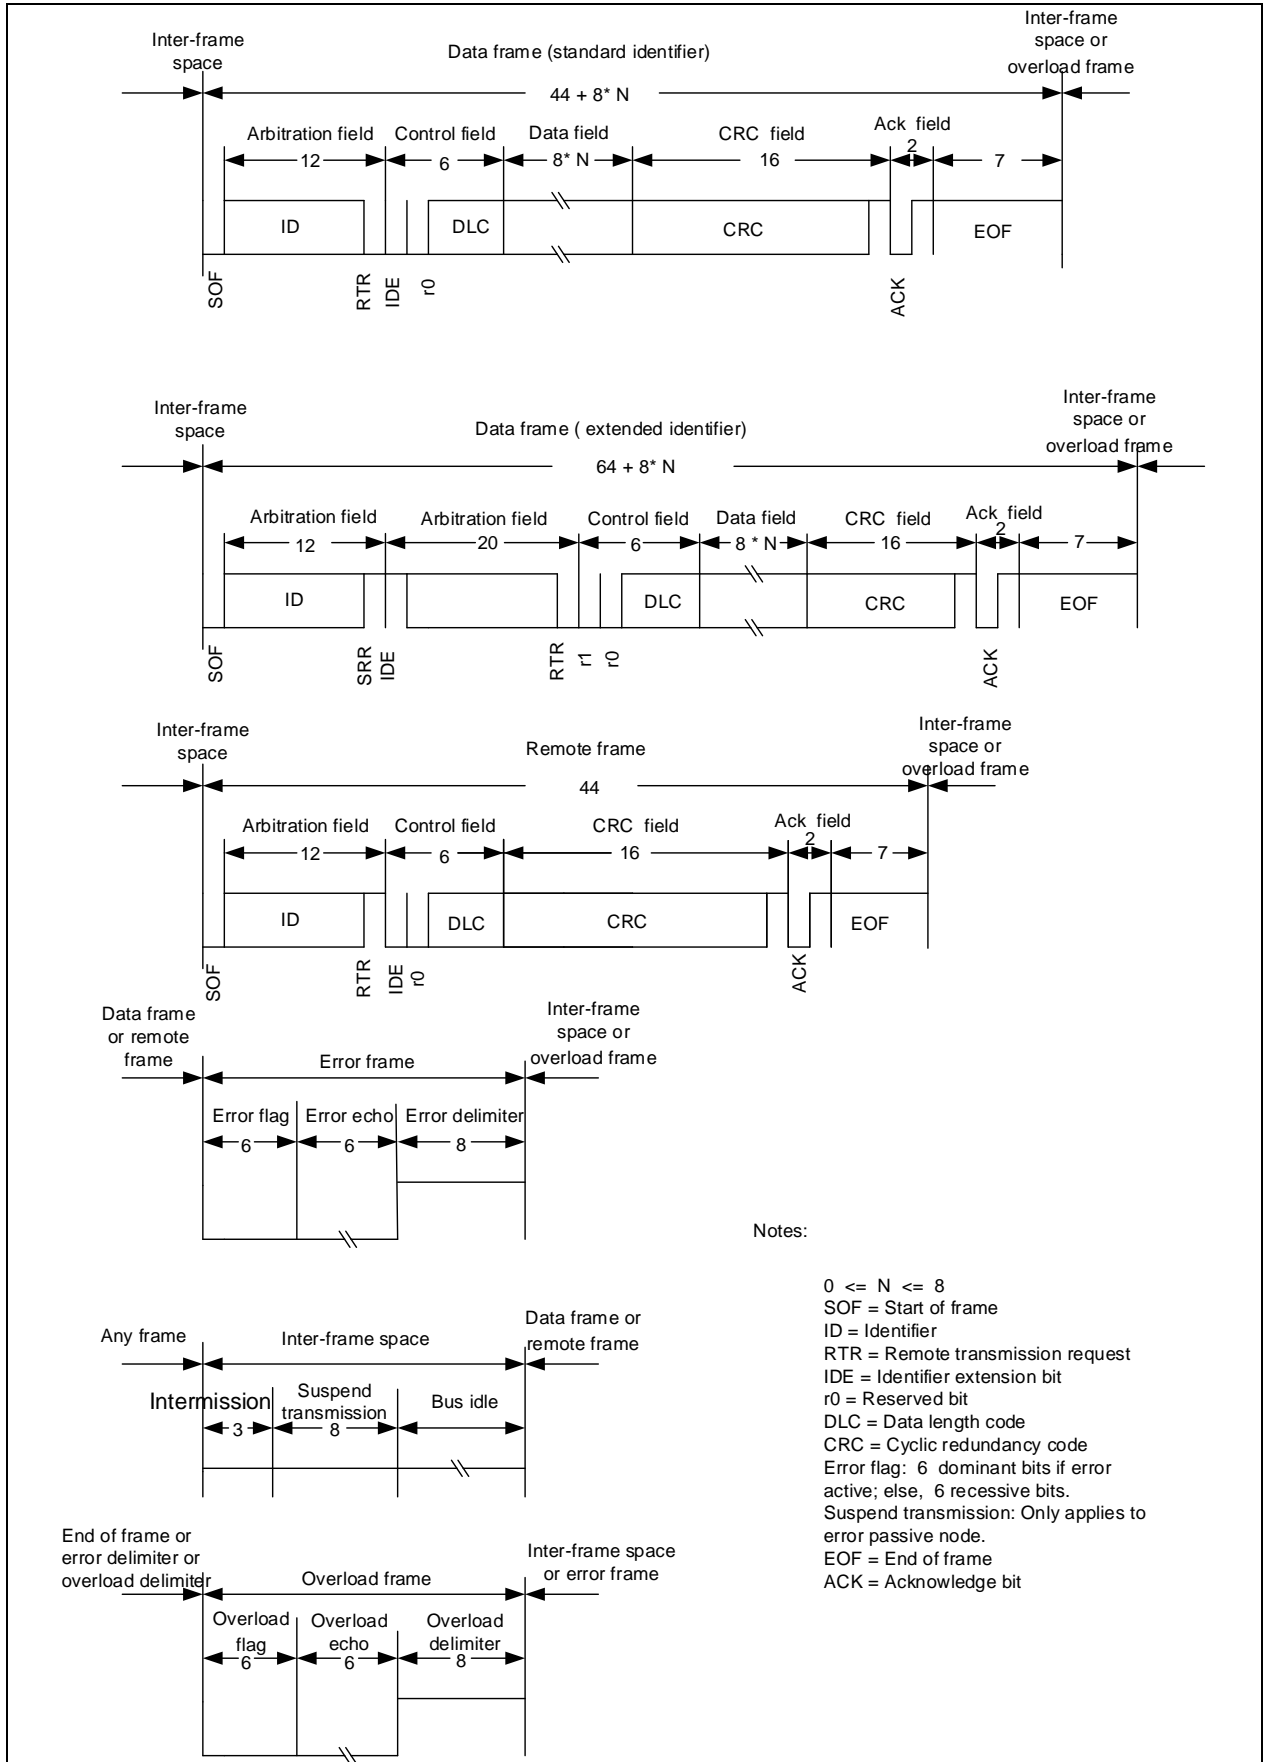 Inter-frame
space
Data frame (standard identifier)
Inter-frame
space or
overload frame
44 + 8* N
Arbitration field
Control field
Data field
CRC field
Ack field
12
6
8* N
16
2
7
ID
DLC
CRC
EOF
SOF
RTR
IDE
r0
ACK
Inter-frame
space
Data frame ( extended identifier)
Inter-frame
space or
overload frame
64 + 8* N
Arbitration field
Arbitration field
Control field
Data field
CRC field
Ack field
12
20
6
8 * N
16
2
7
ID
DLC
CRC
EOF
SOF
SRR
IDE
RTR
r1
r0
ACK
Inter-frame
space
Remote frame
Inter-frame
space or
overload frame
44
Arbitration field
Control field
CRC field
Ack field
12
6
16
2
7
ID
DLC
CRC
EOF
SOF
RTR
IDE
r0
ACK
Data frame
or remote
frame
Error frame
Inter-frame
space or
overload frame
Error flag
Error echo
Error delimiter
6
6
8
Any frame
Inter-frame space
Data frame or
remote frame
Intermission
Suspend
transmission
Bus idle
3
8
End of frame or
error delimiter or
overload delimiter
Overload frame
Inter-frame space
or error frame
Overload
flag
Overload
echo
Overload
delimiter
6
6
8
Notes:
0 <= N <= 8
SOF = Start of frame
ID = Identifier
RTR = Remote transmission request
IDE = Identifier extension bit
r0 = Reserved bit
DLC = Data length code
CRC = Cyclic redundancy code
Error flag: 6 dominant bits if error
active; else, 6 recessive bits.
Suspend transmission: Only applies to
error passive node.
EOF = End of frame
ACK = Acknowledge bit